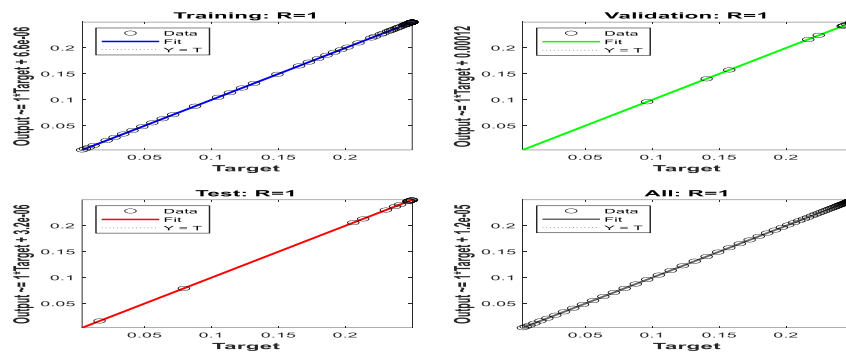 Training: R=1
Output ~= 1*Target + 6.6e-06
Data
Fit
Y = T
0.2
0.15
0.1
0.05
0.05 0.1 0.15 0.2
Target
Validation: R=1
Output ~= 1*Target + 0.00012
Data
Fit
Y = T
0.2
0.15
0.1
0.05
0.05 0.1 0.15 0.2
Target
Test: R=1
Output ~= 1*Target + 3.2e-06
Data
Fit
Y = T
0.2
0.15
0.1
0.05
0.05 0.1 0.15 0.2
Target
All: R=1
Output ~= 1*Target + 1.2e-05
Data
Fit
Y = T
0.2
0.15
0.1
0.05
0.05 0.1 0.15 0.2
Target